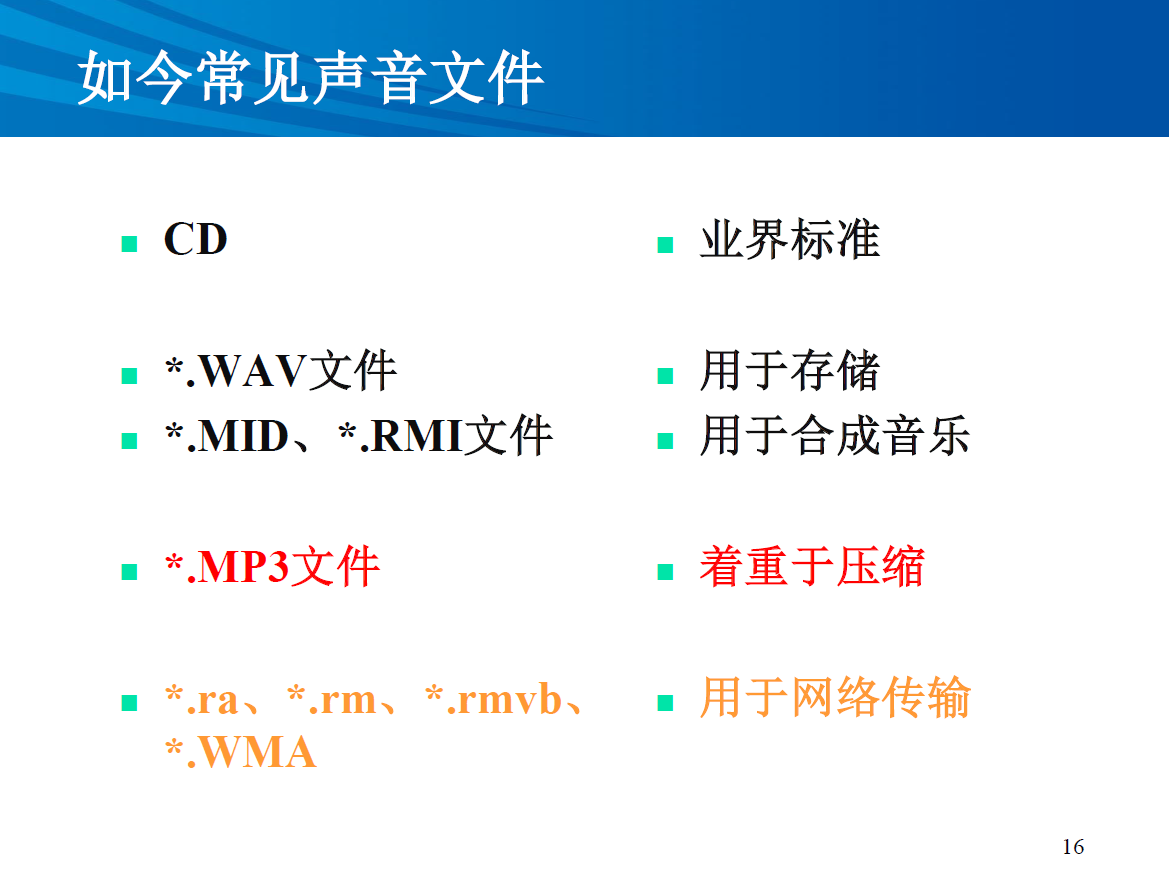 如今常见声音文件
CD
业界标准
*.WAV文件
用于存储
*.MID、*.RMI文件
用于合成音乐
*.MP3文件
着重于压缩
*.ra、*.rm、*.rmvb、
*.WMA
用于网络传输
16